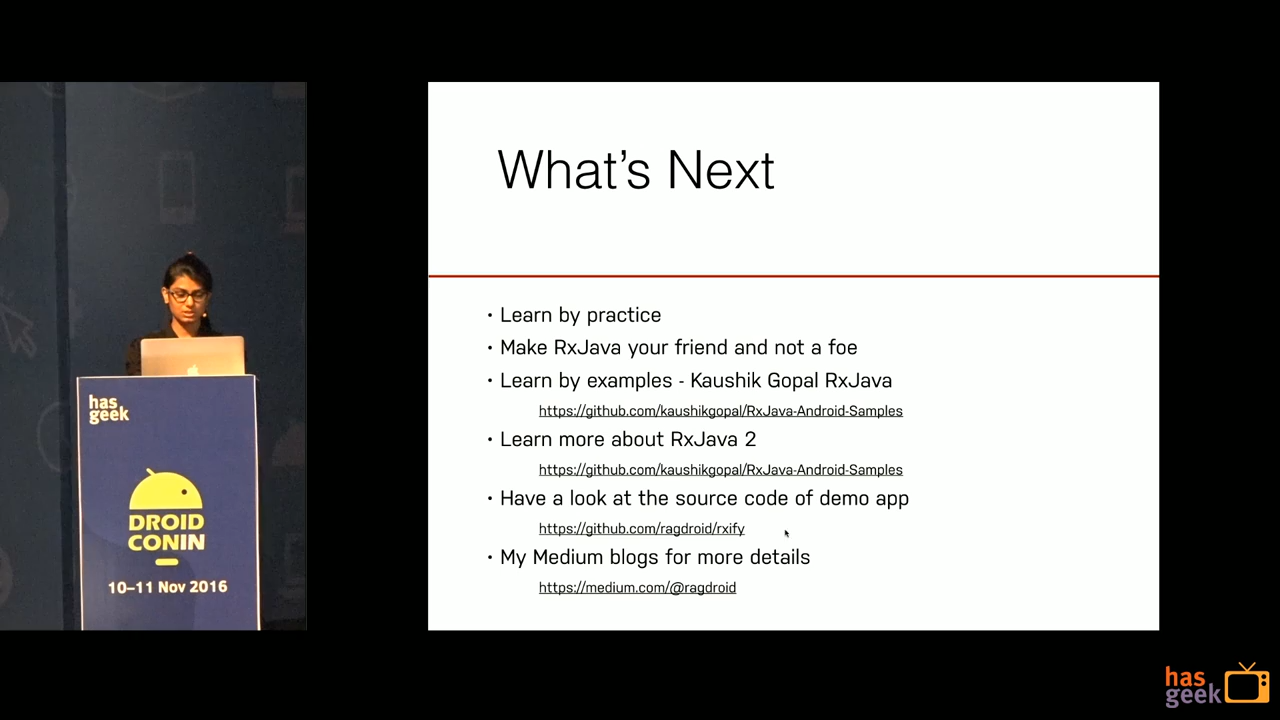 What's Next
• Learn by practice
• Make RxJava your friend and not a foe
• Learn by examples - Kaushik Gopal RxJava
https://github.com/kaushikgopal/RxJava-Android-Samples
• Learn more about RxJava 2
https://github.com/kaushikgopal/RxJava-Android-Samples
• Have a look at the source code of demo app
https://github.com/ragdroid/rxify
• My Medium blogs for more details
https://medium.com/@ragdroid
has
geek
DROID
CONIN
10–11 Nov 2016
has
geek